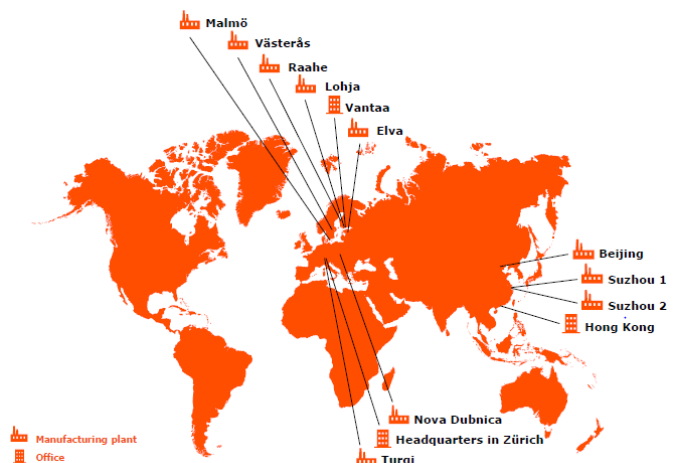 Malmö
Västerås
Raahe
Lohja
Vantaa
Elva
Beijing
Suzhou 1
Suzhou 2
Hong Kong
Nova Dubnica
Headquarters in Zürich
Turgi
Manufacturing plant
Office